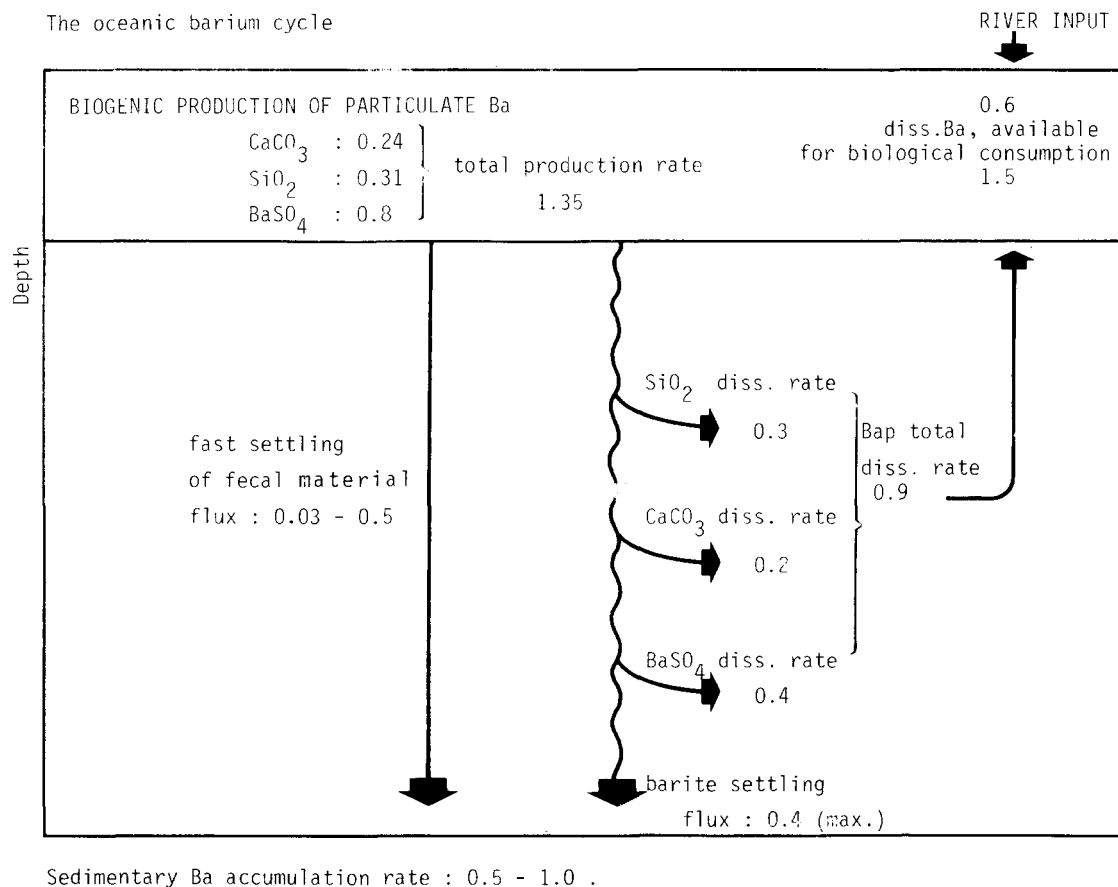 The oceanic barium cycle
RIVER INPUT
BIOGENIC PRODUCTION OF PARTICULATE Ba
CaCO3 : 0.24
SiO2 : 0.31
BaSO4 : 0.8
total production rate
1.35
0.6
diss.Ba, available
for biological consumption
1.5
Depth
fast settling
of fecal material
flux : 0.03 - 0.5
SiO2 diss. rate
0.3
CaCO3 diss. rate
0.2
BaSO4 diss. rate
0.4
Bap total
diss. rate
0.9
barite settling
flux : 0.4 (max.)
Sedimentary Ba accumulation rate : 0.5 - 1.0 .